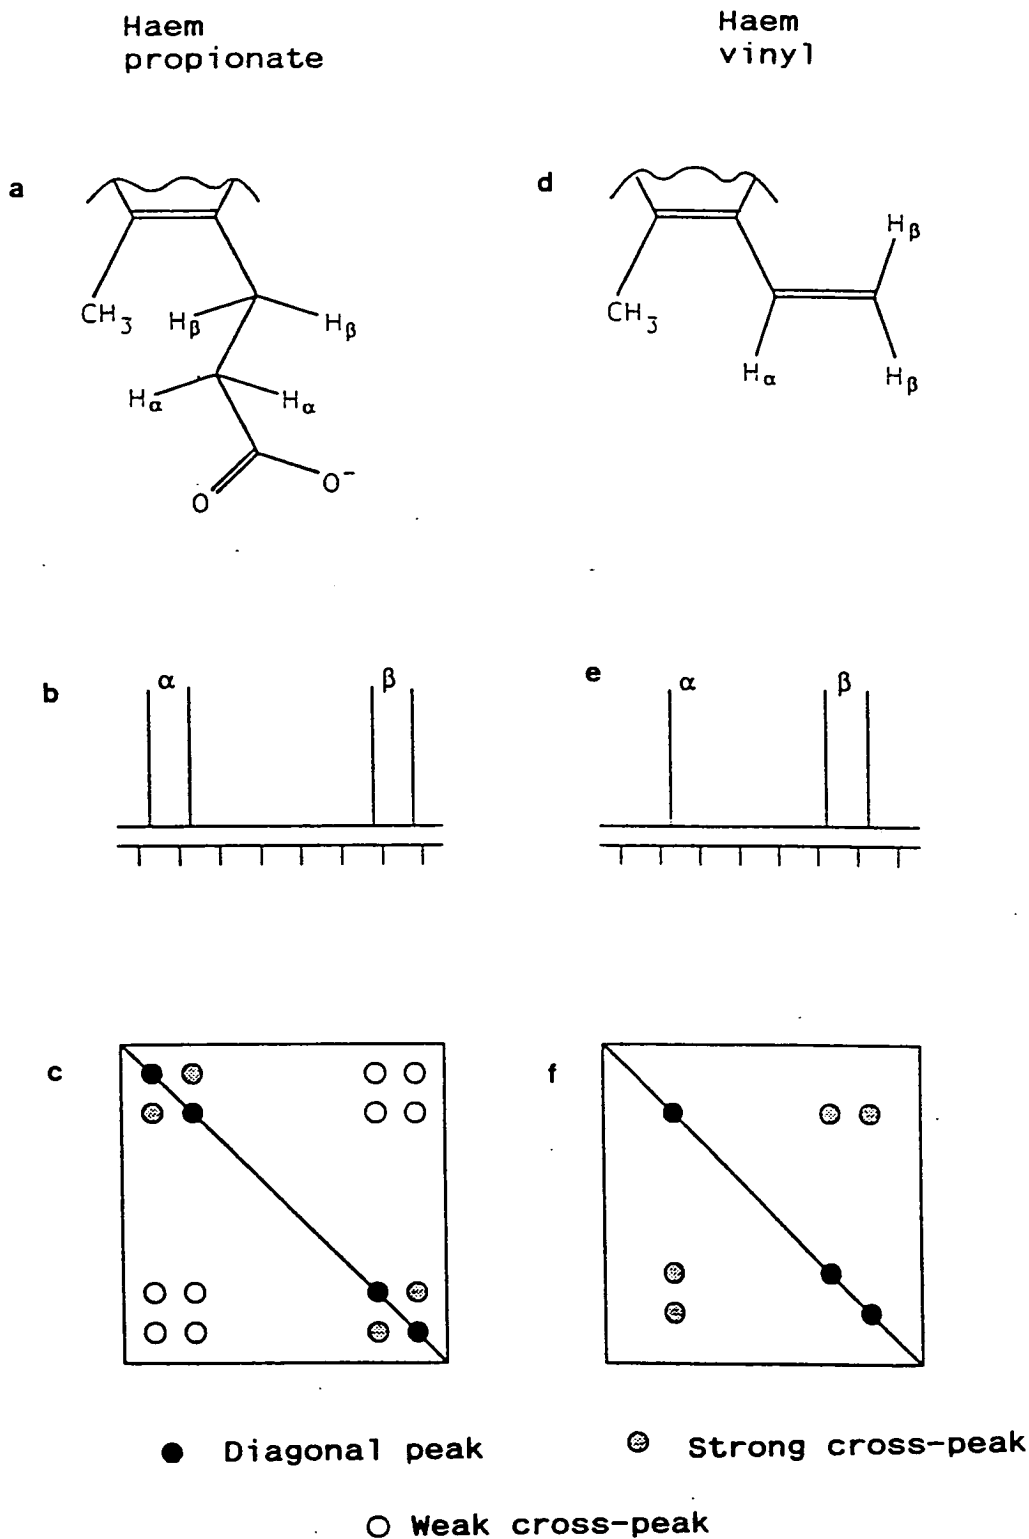 Haem
propionate
Haem
vinyl
a
CH3
Hβ
Hβ
Hα
Hα
O
O−
d
CH3
Hβ
Hα
Hβ
b
α
β
e
α
β
c
f
Diagonal peak
Strong cross-peak
Weak cross-peak